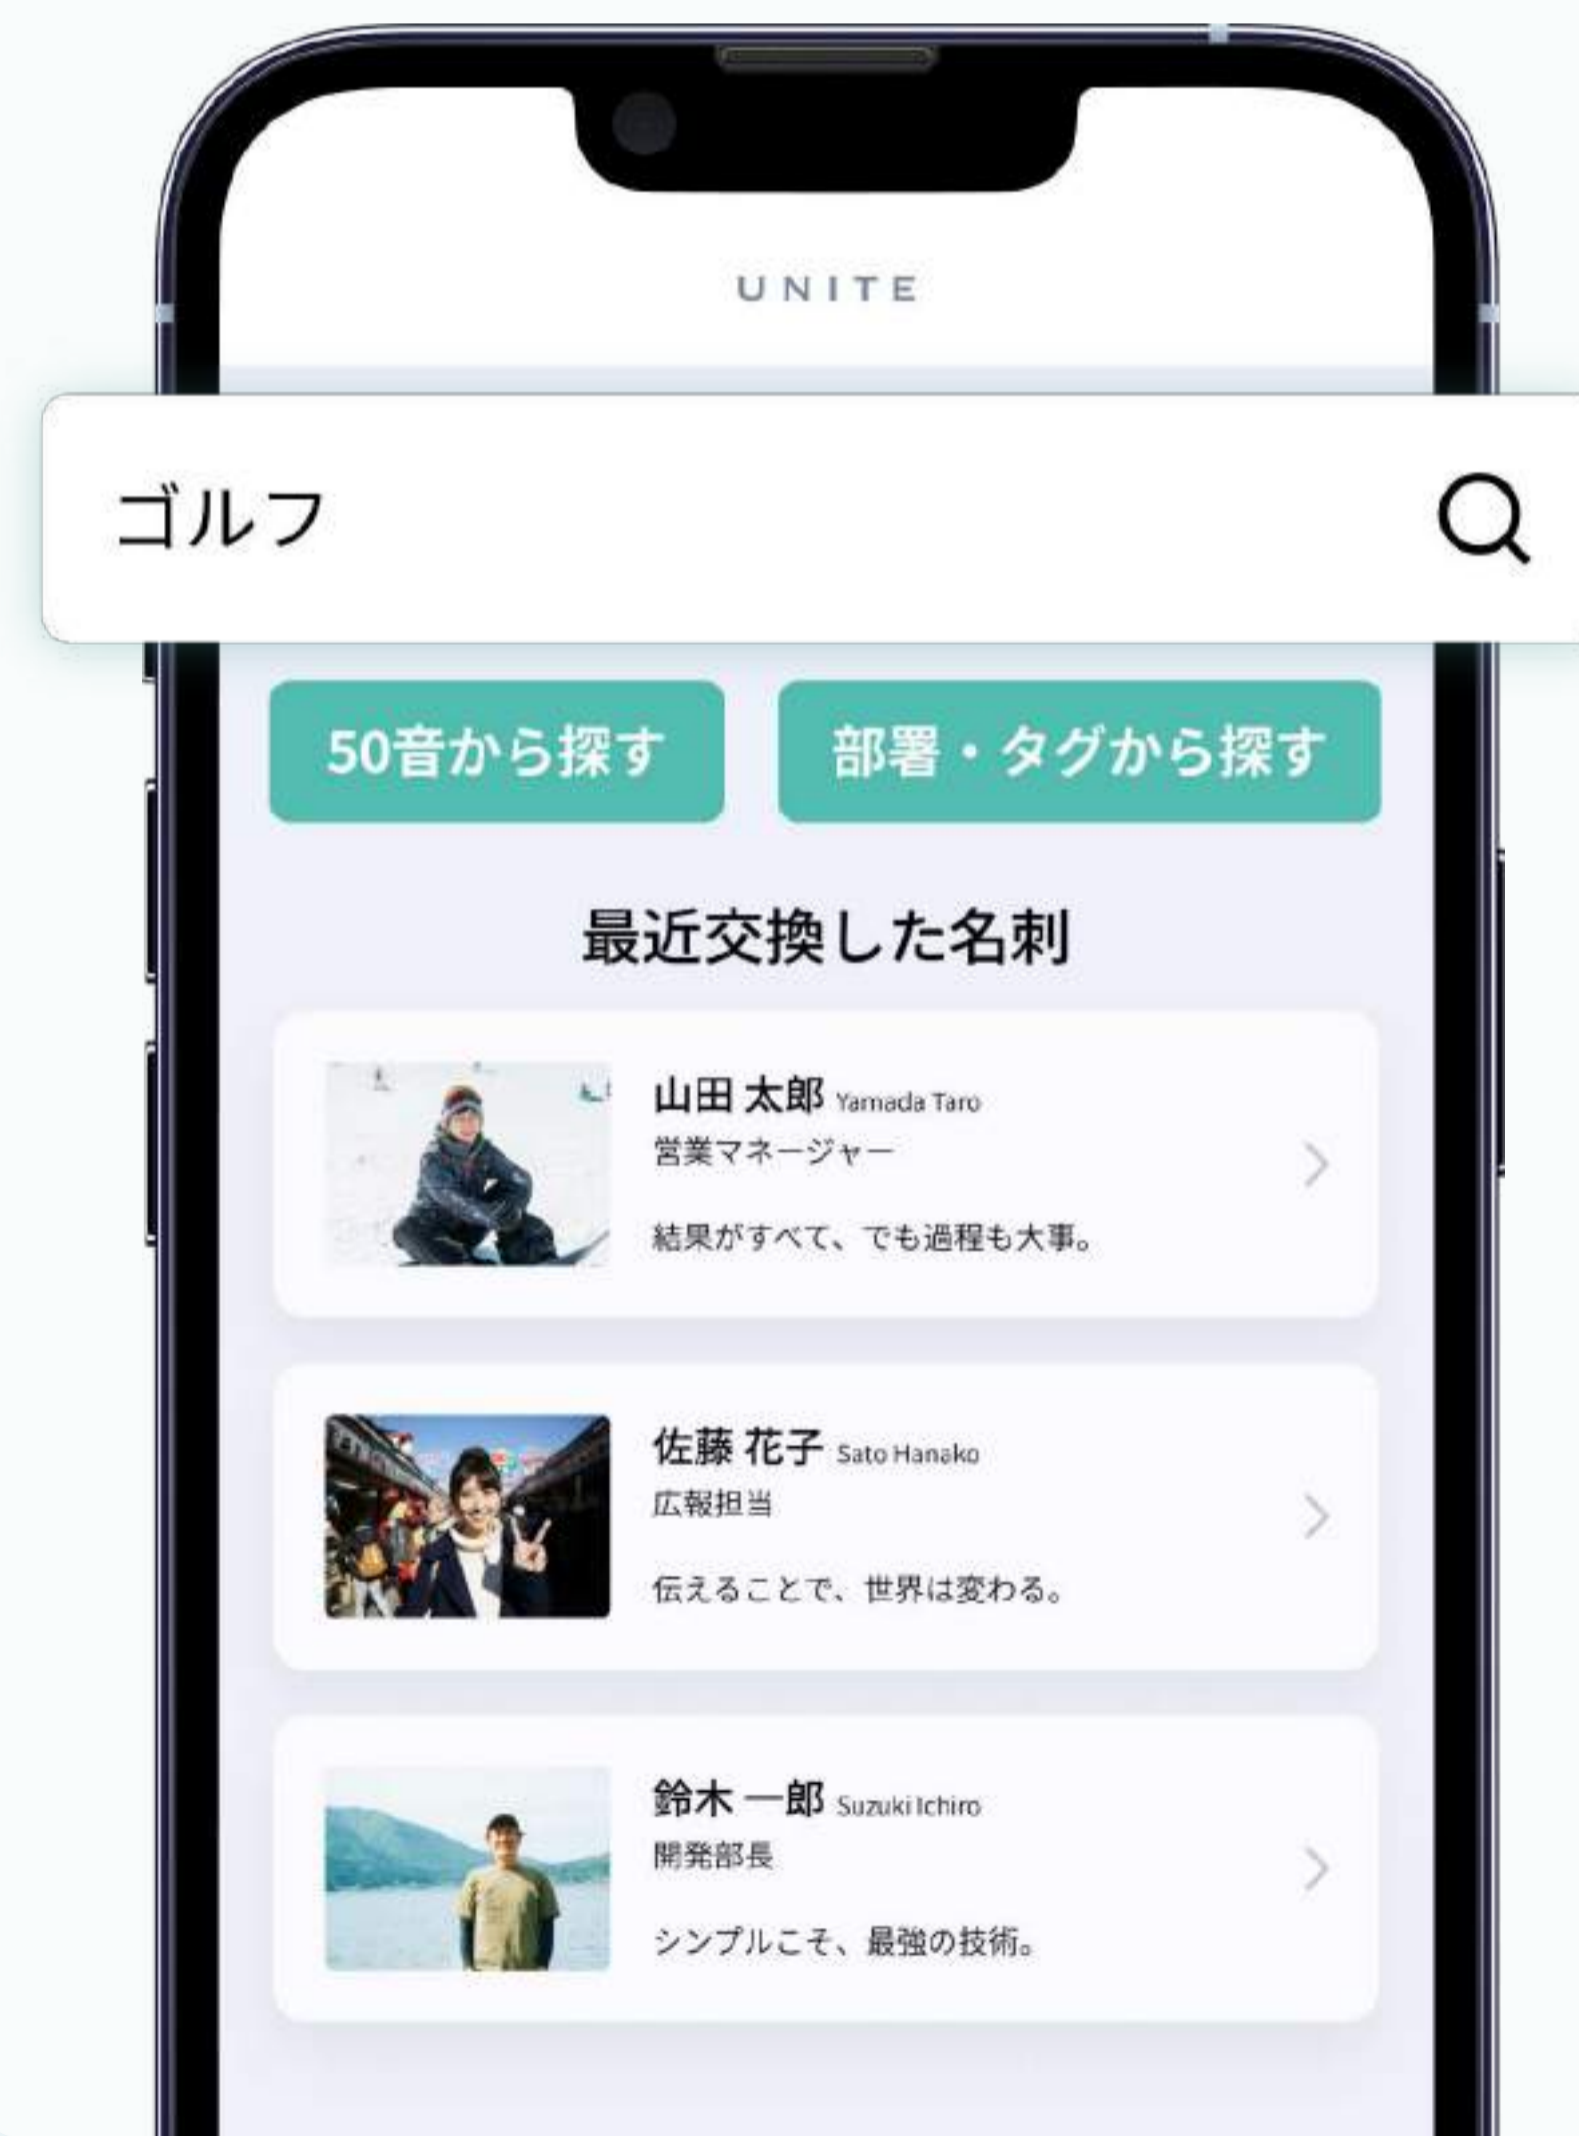 UNITE
ゴルフ
50音から探す
部署・タグから探す
最近交換した名刺
山田 太郎 Yamada Taro
営業マネージャー
結果がすべて、でも過程も大事。
佐藤 花子 Sato Hanako
広報担当
伝えることで、世界は変わる。
鈴木 一郎 Suzuki Ichiro
開発部長
シンプルこそ、最強の技術。